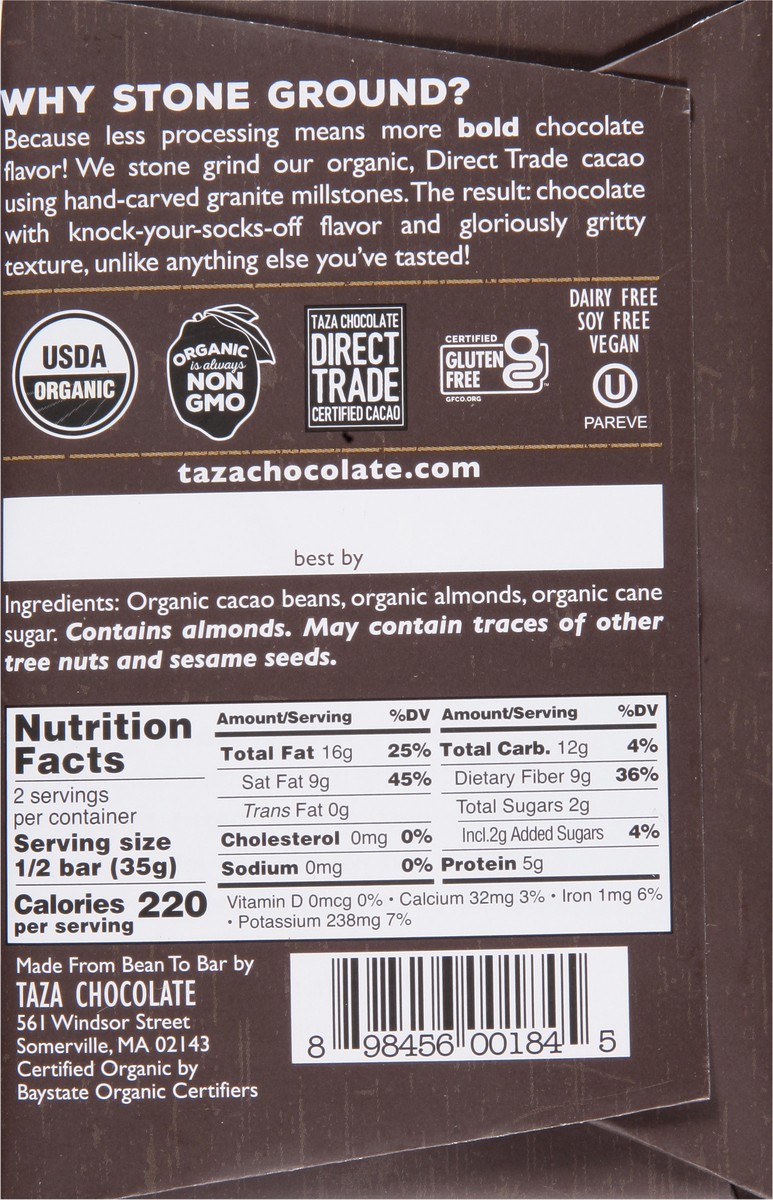 WHY STONE GROUND?
Because less processing means more bold chocolate
flavor! We stone grind our organic, Direct Trade cacao
using hand-carved granite millstones. The result: chocolate
with knock-your-socks-off flavor and gloriously gritty
texture, unlike anything else you've tasted!
USDA
ORGANIC
ORGANIC
is always
NON
GMO
TAZA CHOCOLATE
DIRECT
TRADE
CERTIFIED CACAO
CERTIFIED
GLUTEN
FREE
GFCO.ORG
TM
DAIRY FREE
SOY FREE
VEGAN
U
PAREVE
tazachocolate.com
best by
Ingredients: Organic cacao beans, organic almonds, organic cane
sugar. Contains almonds. May contain traces of other
tree nuts and sesame seeds.
Nutrition
Facts
2 servings
per container
Serving size
1/2 bar (35g)
Calories 220
per serving
Amount/Serving %DV
Total Fat 16g 25%
Sat Fat 9g 45%
Trans Fat 0g
Cholesterol 0mg 0%
Sodium 0mg 0%
Amount/Serving %DV
Total Carb. 12g 4%
Dietary Fiber 9g 36%
Total Sugars 2g
Incl.2g Added Sugars 4%
Protein 5g
Vitamin D 0mcg 0% • Calcium 32mg 3% • Iron 1mg 6%
• Potassium 238mg 7%
Made From Bean To Bar by
TAZA CHOCOLATE
561 Windsor Street
Somerville, MA 02143
Certified Organic by
Baystate Organic Certifiers
8 98456 00184 5